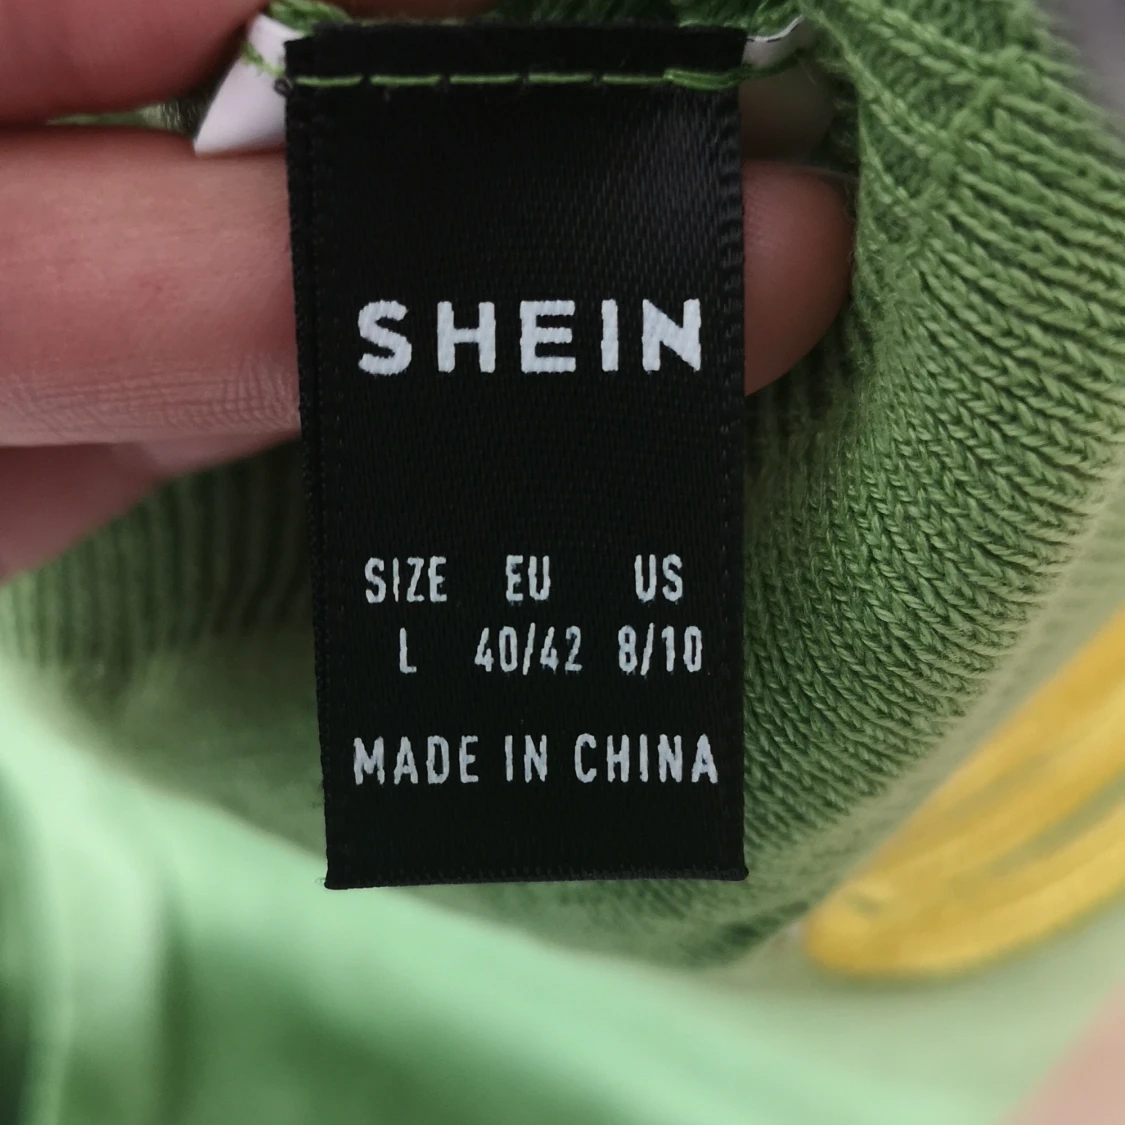 SHEIN
SIZE EU US
L 40/42 8/10
MADE IN CHINA